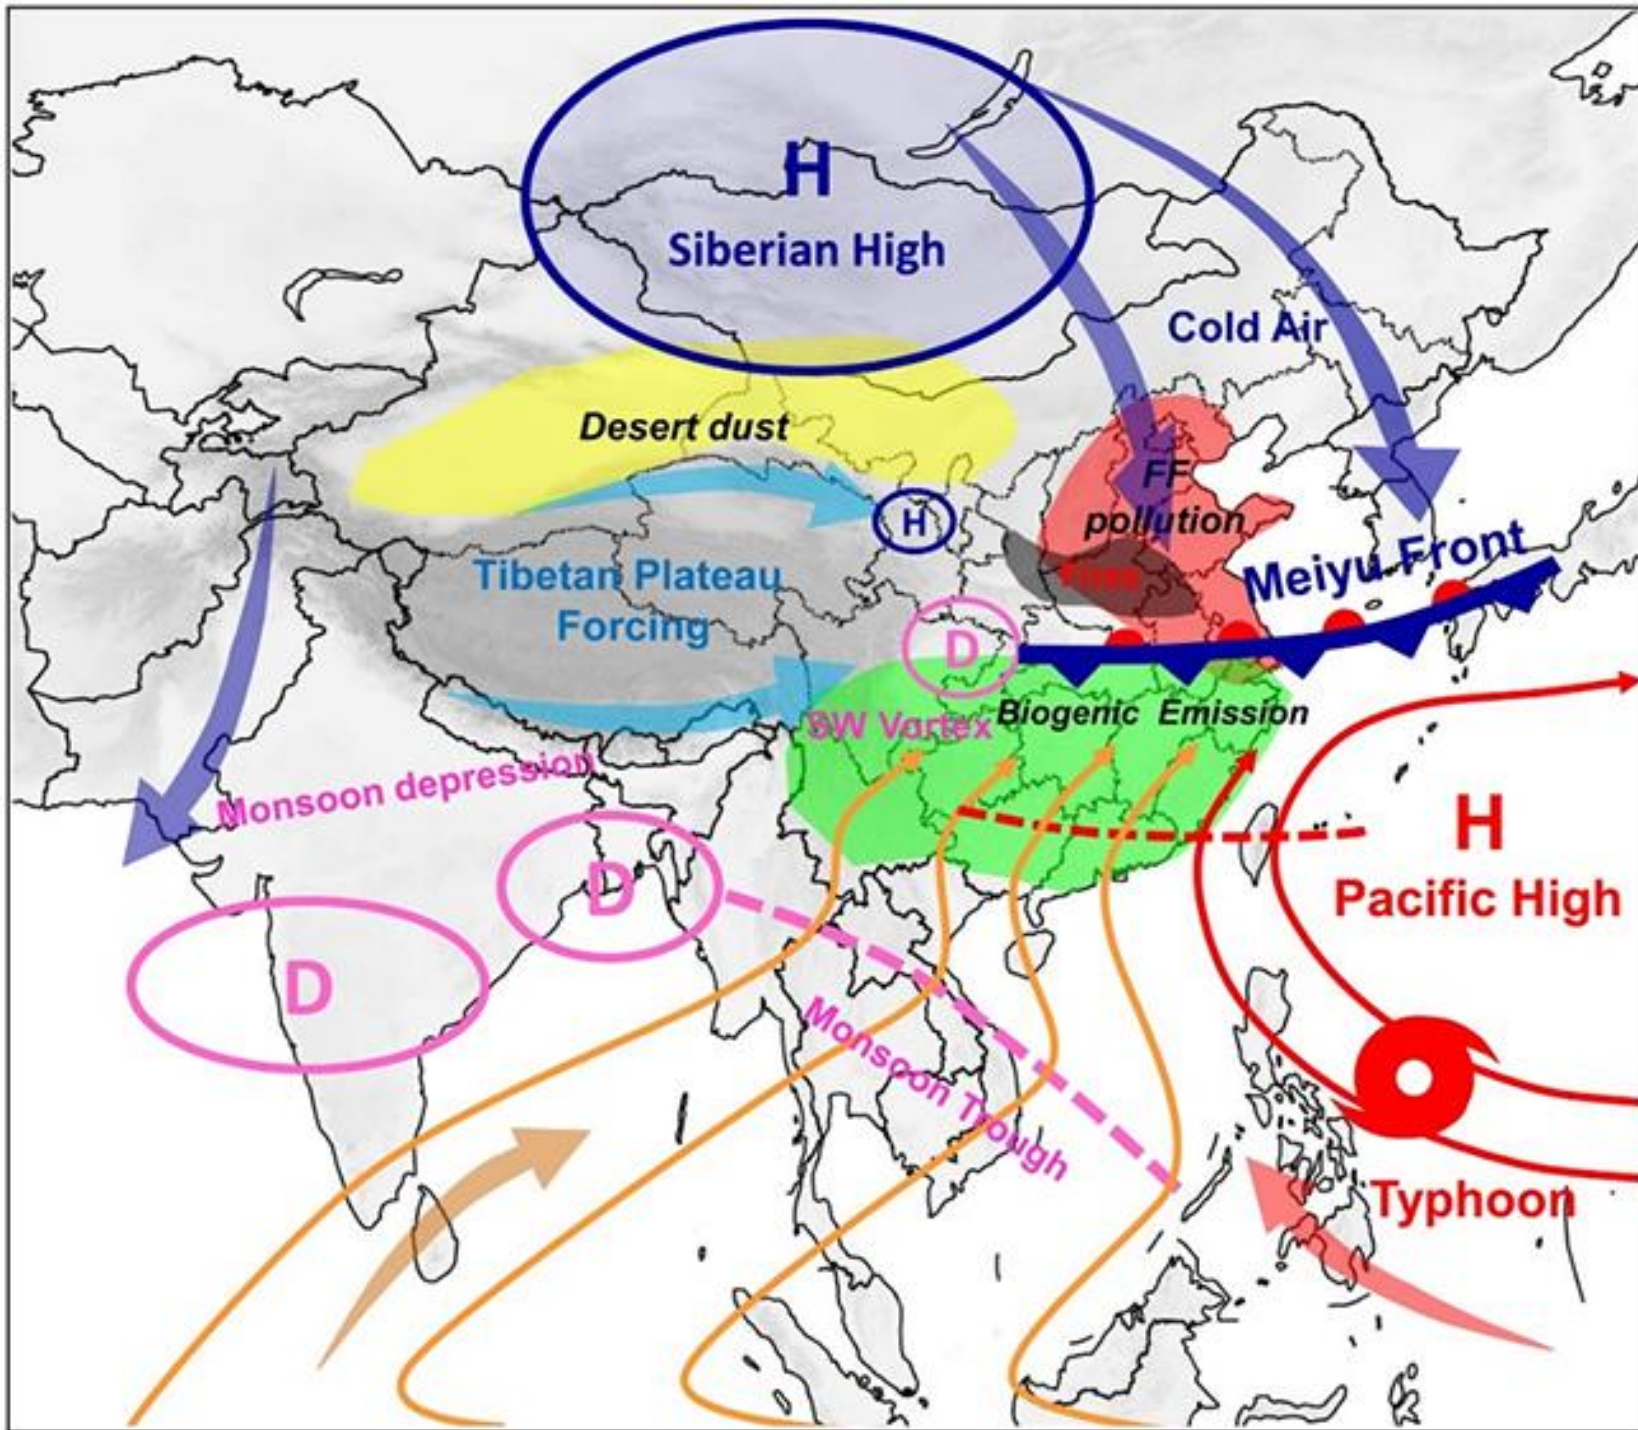 H
Siberian High
Cold Air
Desert dust
FF
pollution
H
Fires
Meiyu Front
Tibetan Plateau
Forcing
D
SW Vortex
Biogenic Emission
Monsoon depression
H
Pacific High
D
D
Monsoon Trough
Typhoon